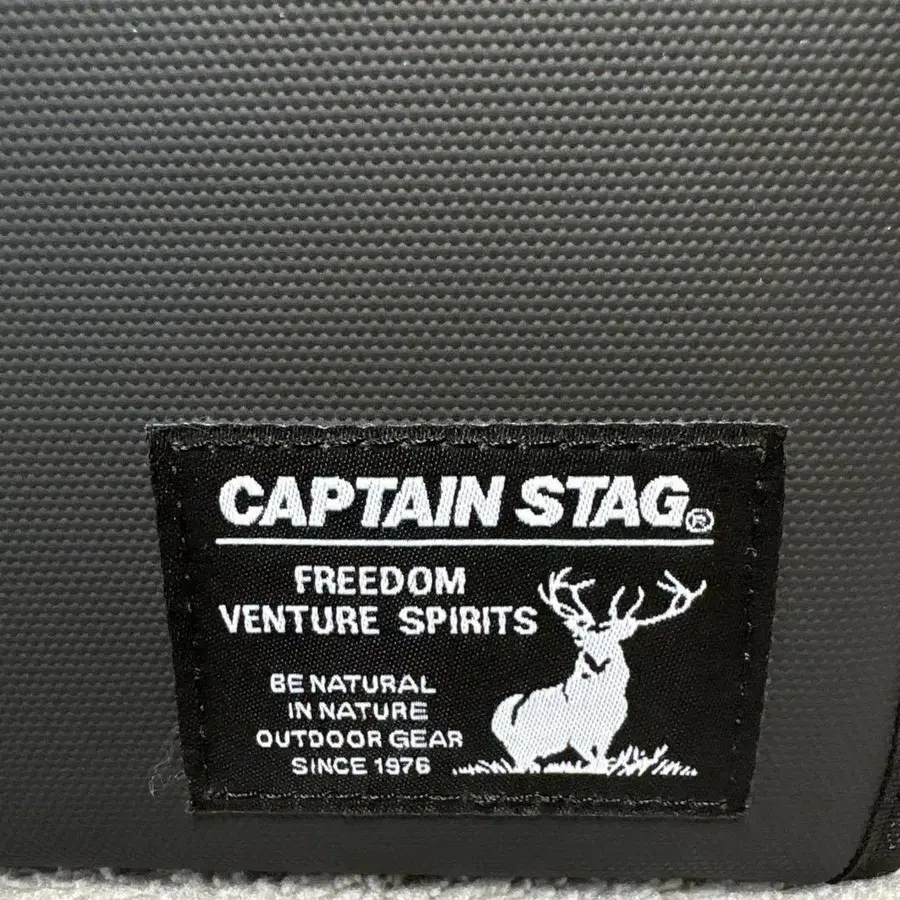 CAPTAIN STAG®
FREEDOM
VENTURE SPIRITS
BE NATURAL
IN NATURE
OUTDOOR GEAR
SINCE 1976